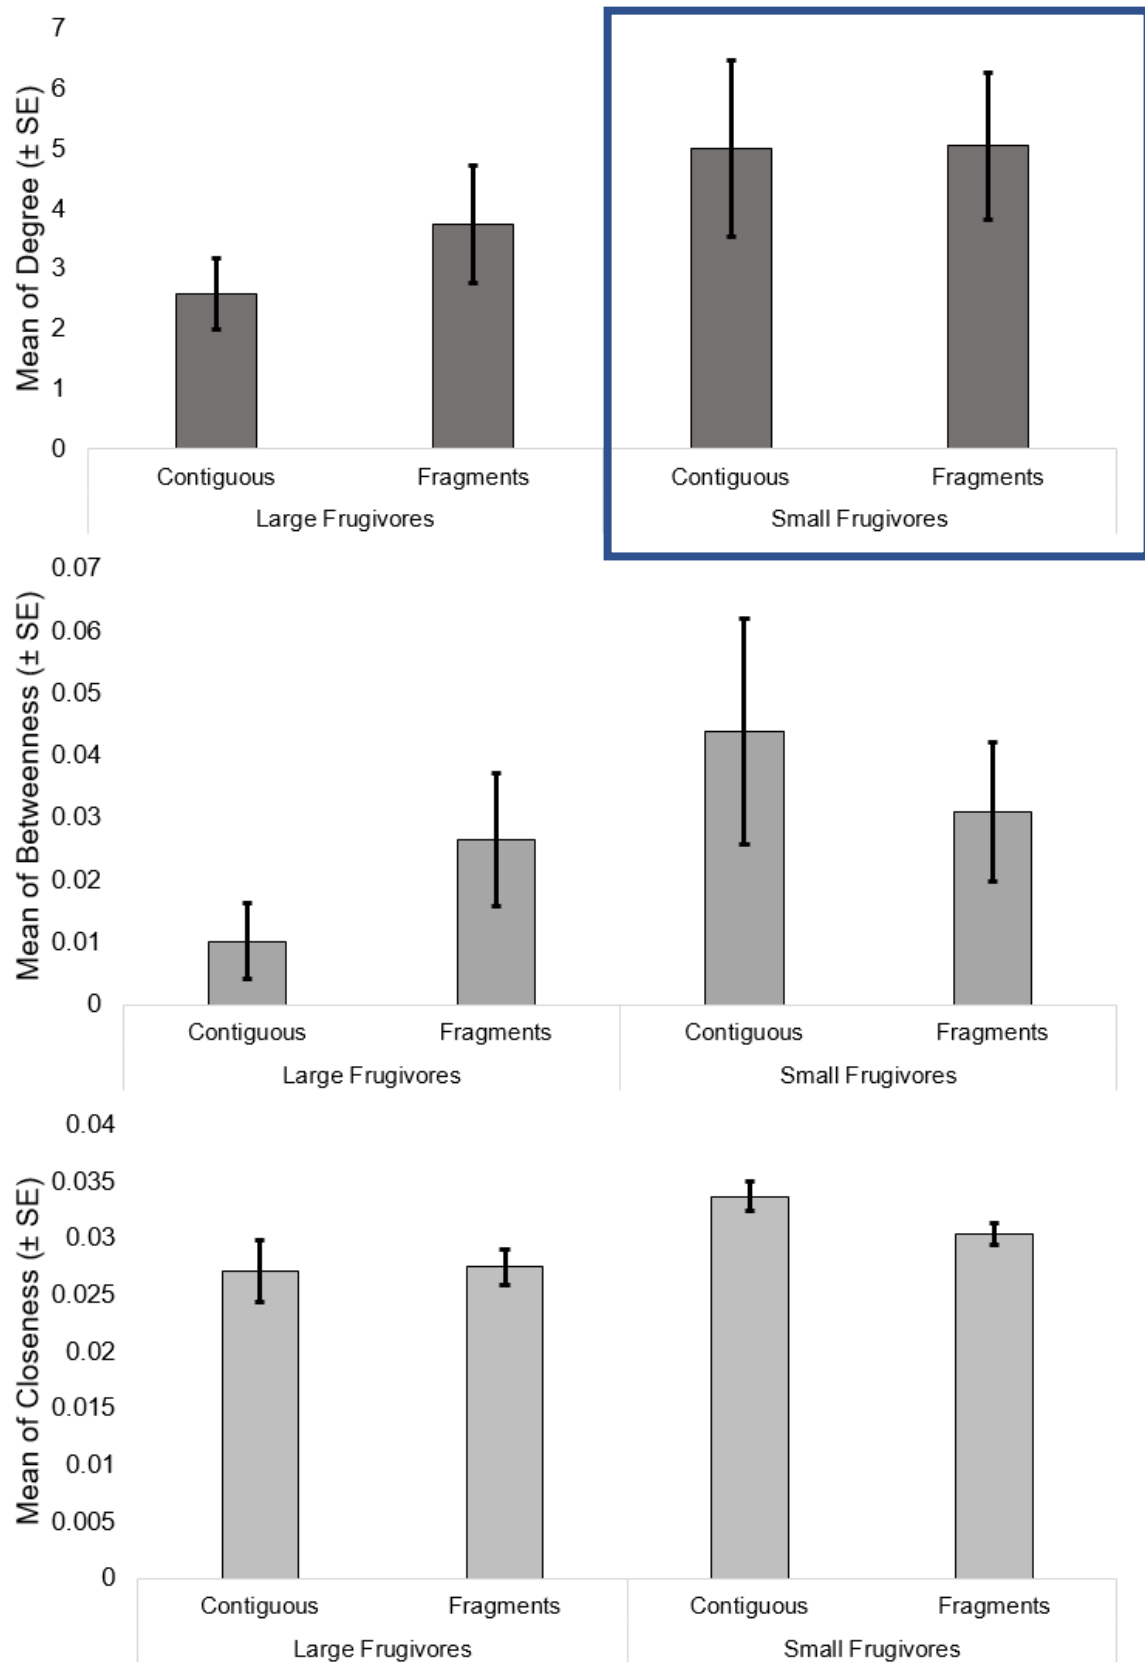 Mean of Degree (± SE)
7
6
5
4
3
2
1
0
Contiguous Fragments Contiguous Fragments
Large Frugivores Small Frugivores
Mean of Betweenness (± SE)
0.07
0.06
0.05
0.04
0.03
0.02
0.01
0
Contiguous Fragments Contiguous Fragments
Large Frugivores Small Frugivores
Mean of Closeness (± SE)
0.04
0.035
0.03
0.025
0.02
0.015
0.01
0.005
0
Contiguous Fragments Contiguous Fragments
Large Frugivores Small Frugivores